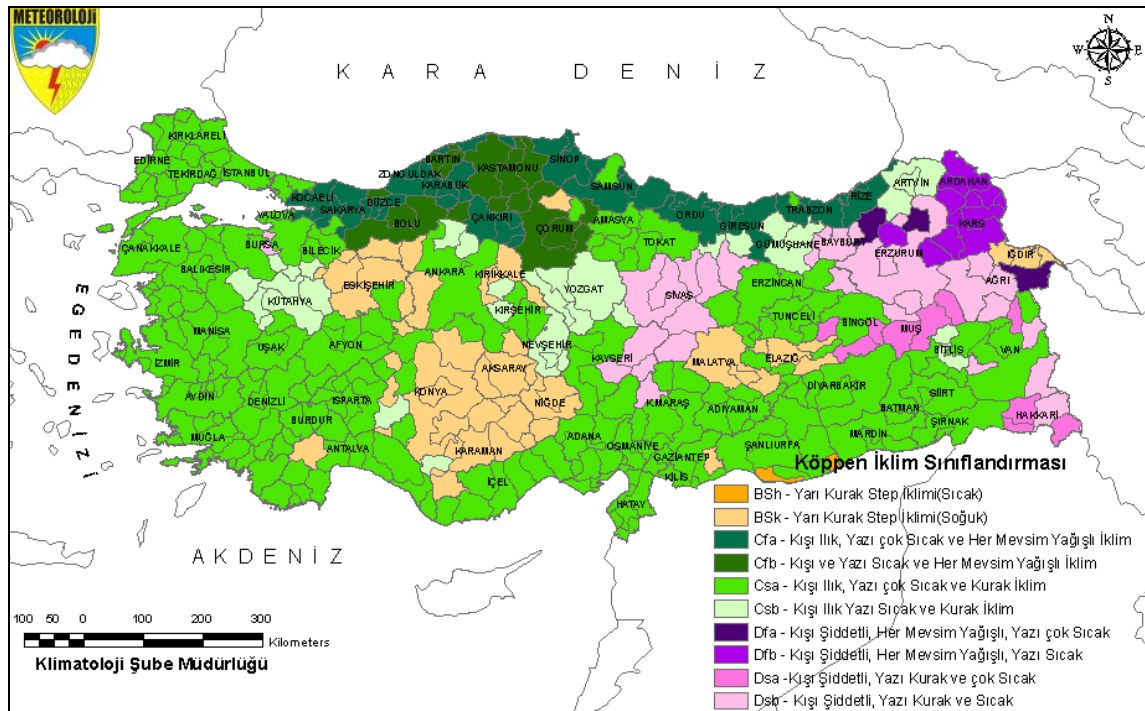 METEOROLOJİ
N
W E
S
KARA DENİZ
KIRKLARELİ
EDİRNE
TEKİRDAĞ
İSTANBUL
KOCAELİ
YALOVA
SAKARYA
DÜZCE
ZONGULDAK
BARTIN
KARABÜK
KASTAMONU
SİNOP
SAMSUN
BOLU
ÇANKIRI
ÇORUM
AMASYA
ORDU
GİRESUN
TRABZON
RİZE
ARTVİN
ARDAHAN
KARS
GÜMÜŞHANE
BAYBURT
ERZURUM
IĞDIR
AĞRI
TOKAT
ÇANAKKALE
BURSA
BİLECİK
BALIKESİR
ESKİŞEHİR
ANKARA
KIRIKKALE
YOZGAT
SİVAS
ERZİNCAN
TUNCELİ
BİNGÖL
MUŞ
KÜTAHYA
KIRŞEHİR
MANİSA
UŞAK
AFYON
NEVŞEHİR
KAYSERİ
MALATYA
ELAZIĞ
BİTLİS
VAN
EGE DENİZİ
İZMİR
AKSARAY
KONYA
NİĞDE
DİYARBAKIR
SİİRT
BATMAN
AYDIN
DENİZLİ
ISPARTA
BURDUR
K.MARAŞ
ADIYAMAN
HAKKARİ
ŞIRNAK
MARDİN
MUĞLA
ANTALYA
KARAMAN
ADANA
OSMANİYE
GAZİANTEP
ŞANLIURFA
KİLİS
İÇEL
HATAY
AKDENİZ
Köppen İklim Sınıflandırması
BSh - Yarı Kurak Step İklimi(Sıcak)
BSk - Yarı Kurak Step İklimi(Soğuk)
Cfa - Kışı Ilık, Yazı çok Sıcak ve Her Mevsim Yağışlı İklim
Cfb - Kışı ve Yazı Sıcak ve Her Mevsim Yağışlı İklim
Csa - Kışı Ilık, Yazı çok Sıcak ve Kurak İklim
Csb - Kışı Ilık Yazı Sıcak ve Kurak İklim
Dfa - Kışı Şiddetli, Her Mevsim Yağışlı, Yazı çok Sıcak
Dfb - Kışı Şiddetli, Her Mevsim Yağışlı, Yazı Sıcak
Dsa -Kışı Şiddetli, Yazı Kurak ve çok Sıcak
Dsb - Kışı Şiddetli, Yazı Kurak ve Sıcak
100 50 0 100 200 300
Kilometers
Klimatoloji Şube Müdürlüğü